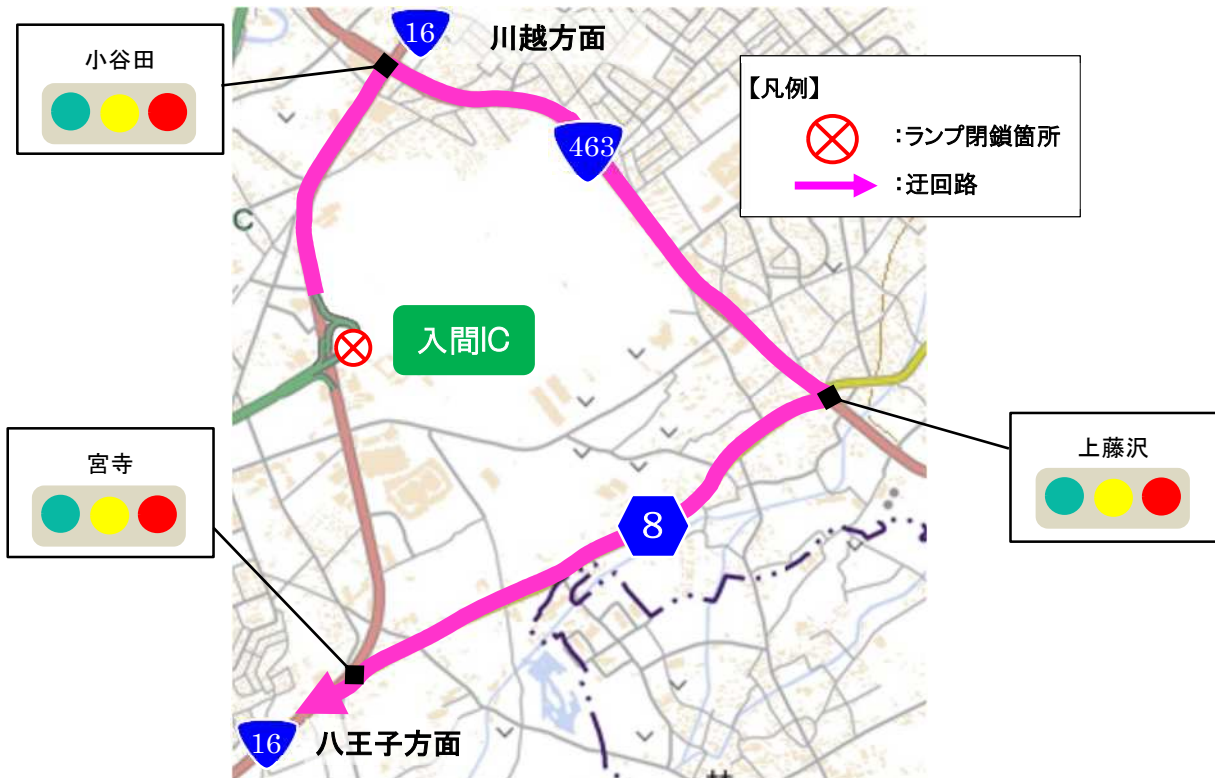 小谷田
16
川越方面
【凡例】
:ランプ閉鎖箇所
:迂回路
463
C
入間IC
宮寺
上藤沢
8
16
八王子方面